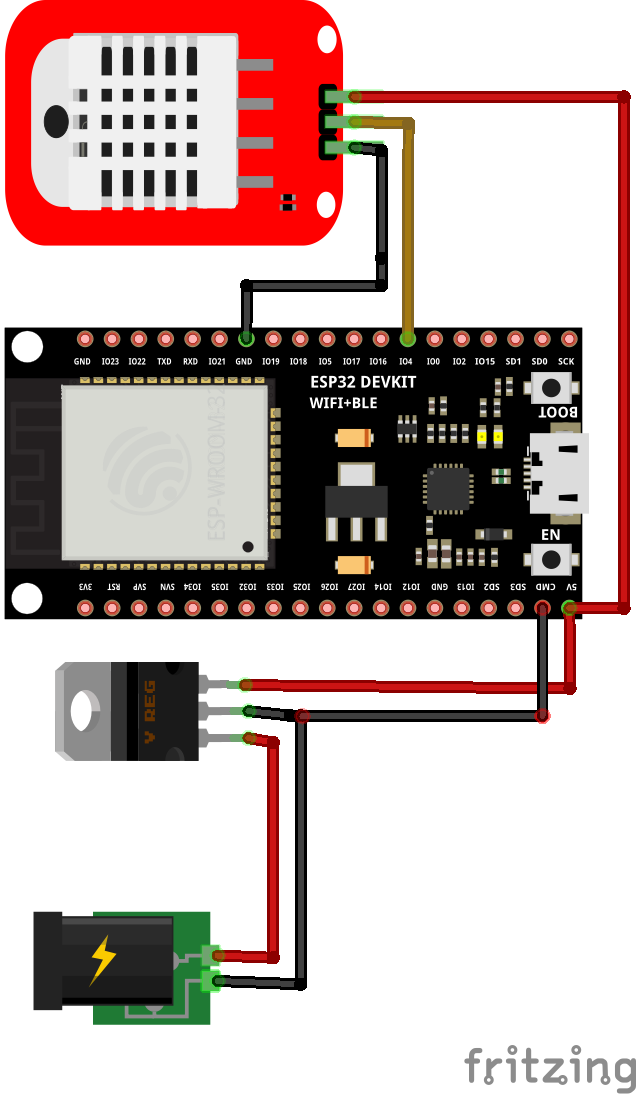 GND IO23 IO22 TXD RXD IO21 GND IO19 IO18 IO5 IO17 IO16 IO4 IO0 IO2 IO15 SD1 SD0 SCK
ESP32 DEVKIT
WIFI+BLE
BOOT
ESP-WROOM-32
EN
3V3 RST SVP SVN IO34 IO35 IO32 IO33 IO25 IO26 IO27 IO14 IO12 GND IO13 SD2 SD3 CMD 5V
V REG
fritzing